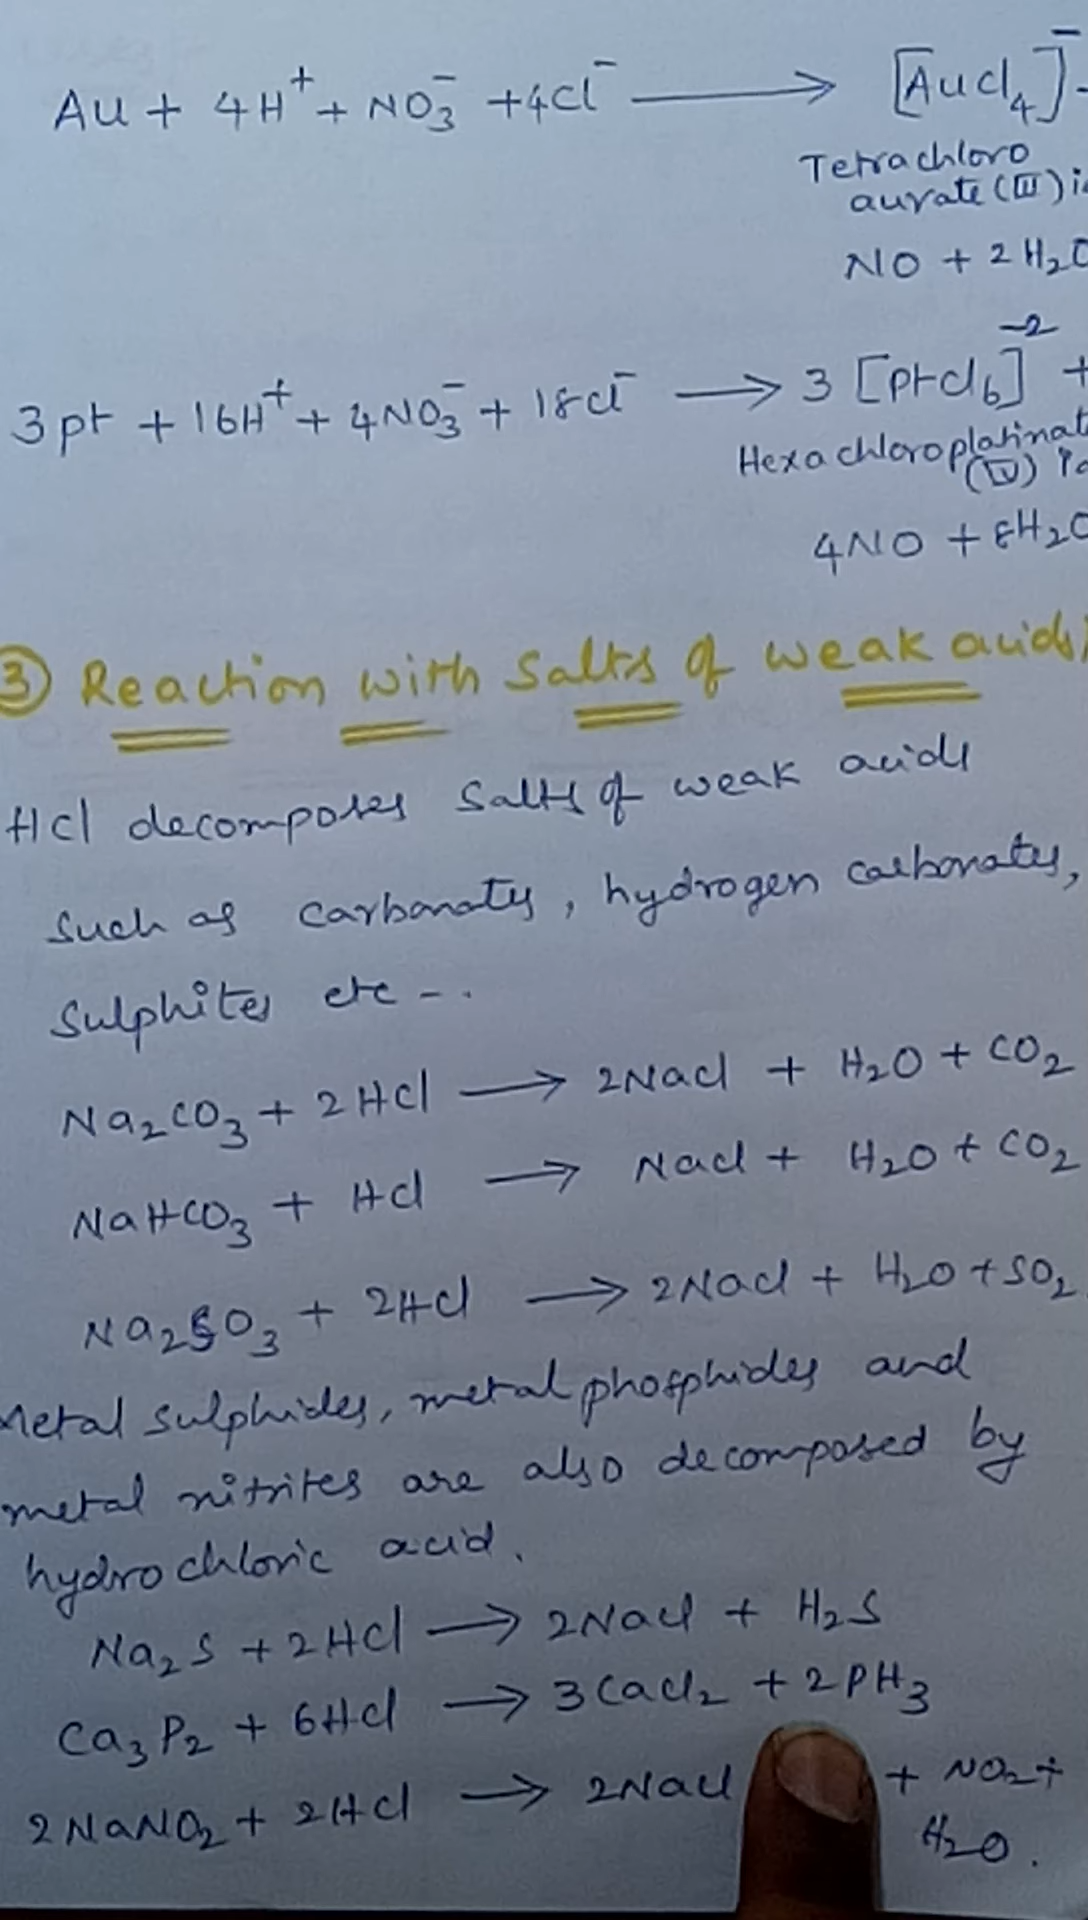 Au + 4H⁺ + NO₃⁻ + 4Cl⁻ ⟶ [AuCl₄]⁻
Tetrachloro
aurate (III)
NO + 2H₂O
3pt + 16H⁺ + 4NO₃⁻ + 18Cl⁻ ⟶ 3[PtCl₆]⁻² +
Hexachloroplatinat
(IV)
4NO + 8H₂O
③ Reaction with Salts of weak acids
HCl decomposes Salts of weak acids
such as carbonates, hydrogen carbonates,
Sulphites etc - ..
Na₂CO₃ + 2HCl ⟶ 2NaCl + H₂O + CO₂
NaHCO₃ + HCl ⟶ NaCl + H₂O + CO₂
Na₂SO₃ + 2HCl ⟶ 2NaCl + H₂O + SO₂
Metal sulphides, metal phosphides and
metal nitrites are also decomposed by
hydrochloric acid.
Na₂S + 2HCl ⟶ 2NaCl + H₂S
Ca₃P₂ + 6HCl ⟶ 3CaCl₂ + 2PH₃
2NaNO₂ + 2HCl ⟶ 2NaCl + NO₂ +
H₂O.